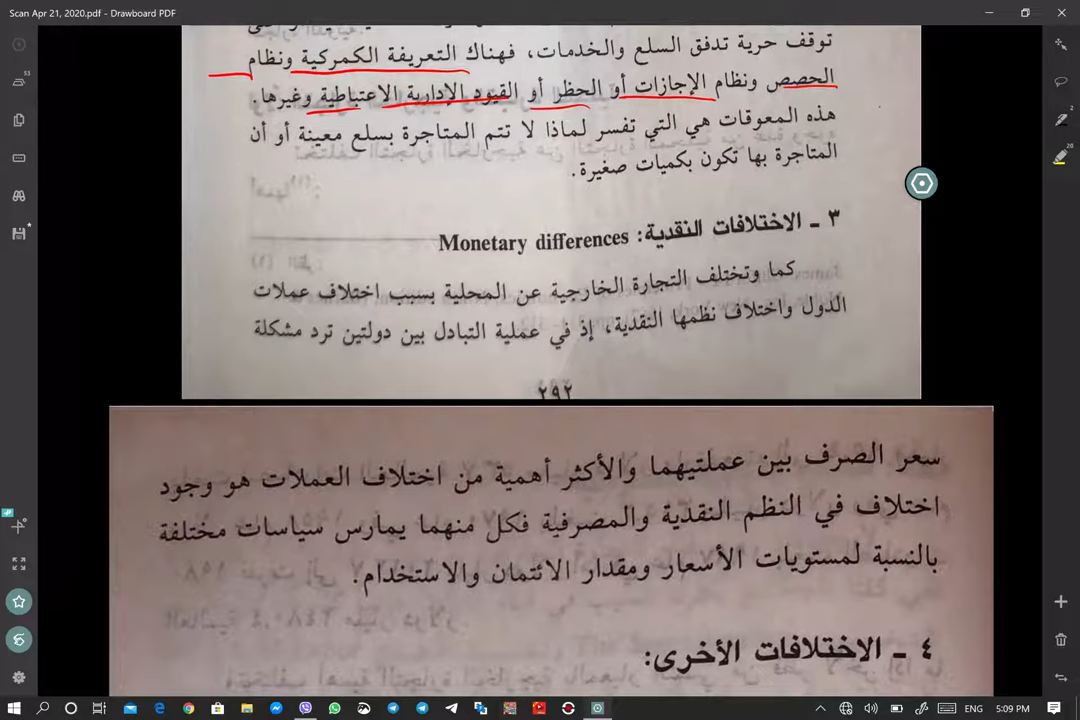 Scan Apr 21, 2020.pdf - Drawboard PDF
توقف حرية تدفق السلع والخدمات، فهناك التعريفة الكمركية ونظام
الحصص ونظام الإجازات أو الحظر أو القيود الإدارية الاعتباطية وغيرها.
هذه المعوقات هي التي تفسر لماذا لا تتم المتاجرة بسلع معينة أو أن
المتاجرة بها تكون بكميات صغيرة.
٣ ـ الاختلافات النقدية: Monetary differences
كما وتختلف التجارة الخارجية عن المحلية بسبب اختلاف عملات
الدول واختلاف نظمها النقدية، إذ في عملية التبادل بين دولتين ترد مشكلة
٢٩٢
سعر الصرف بين عملتيهما والأكثر أهمية من اختلاف العملات هو وجود
اختلاف في النظم النقدية والمصرفية فكل منهما يمارس سياسات مختلفة
بالنسبة لمستويات الأسعار ومقدار الائتمان والاستخدام.
٤ ـ الاختلافات الأخرى:
ENG
5:09 PM